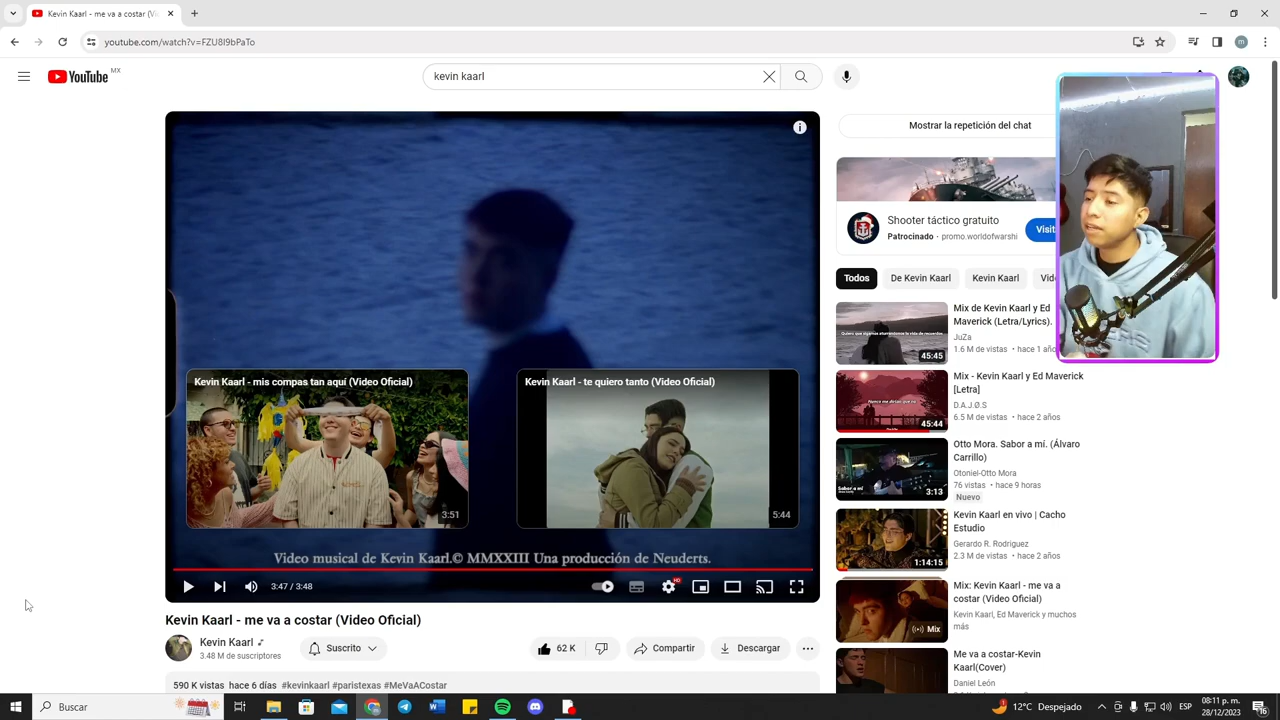 Kevin Kaarl - me va a costar (Vi
youtube.com/watch?v=FZU8I9bPaTo
YouTube MX
kevin kaarl
Mostrar la repetición del chat
Shooter táctico gratuito
Patrocinado · promo.worldofwarshi
Visit
Todos
De Kevin Kaarl
Kevin Kaarl
Vid
Mix de Kevin Kaarl y Ed
Maverick (Letra/Lyrics).
JuZa
1.6 M de vistas • hace 1 año
45:45
Mix - Kevin Kaarl y Ed Maverick
[Letra]
D.A.J.Ø.S
6.5 M de vistas • hace 2 años
45:44
Otto Mora. Sabor a mí. (Álvaro
Carrillo)
Otoniel-Otto Mora
76 vistas • hace 9 horas
Nuevo
Sabor a mí
3:13
Kevin Kaarl en vivo | Cacho
Estudio
Gerardo R. Rodriguez
2.3 M de vistas • hace 2 años
1:14:15
Mix: Kevin Kaarl - me va a
costar (Video Oficial)
Kevin Kaarl, Ed Maverick y muchos
más
Mix
Me va a costar-Kevin
Kaarl(Cover)
Daniel León
Kevin Kaarl - mis viejos
tan aquí (Video Oficial)
3:51
Kevin Kaarl - te quiero tanto (Video Oficial)
5:44
Video musical de Kevin Kaarl.© MMXXIII Una producción de Neuderts.
3:47 / 3:48
HD
Kevin Kaarl - me va a costar (Video Oficial)
Kevin Kaarl
3.48 M de suscriptores
Suscrito
62 K
Compartir
Descargar
590 K vistas hace 6 días #kevinkaarl #paristexas #MeVaACostar
Buscar
12°C Despejado
ESP
08:11 p. m.
28/12/2023